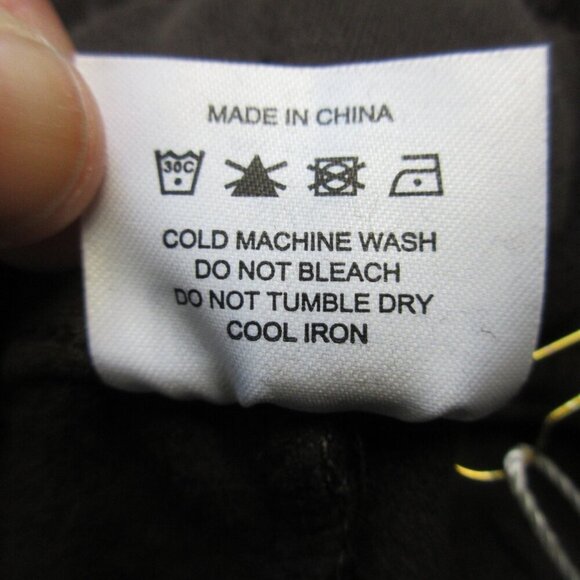 MADE IN CHINA
30C
COLD MACHINE WASH
DO NOT BLEACH
DO NOT TUMBLE DRY
COOL IRON